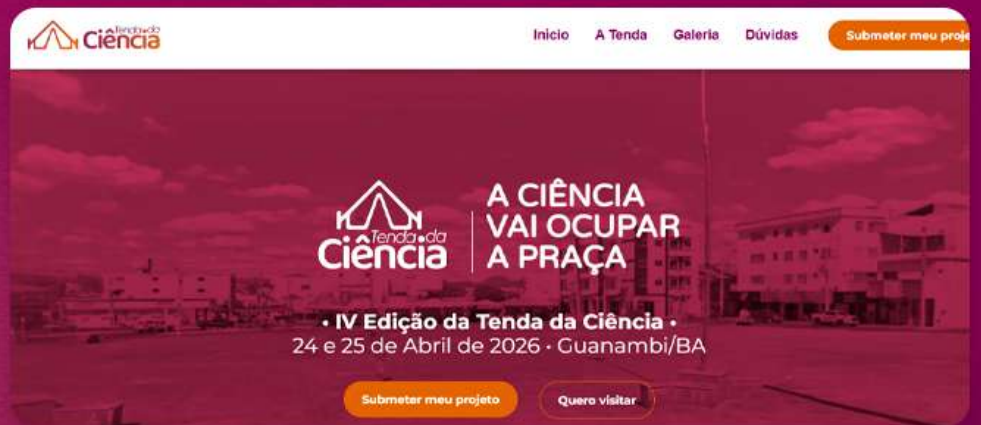 Tenda da
Ciência
Inicio
A Tenda
Galeria
Dúvidas
Submeter meu proje
Tenda da
Ciência
A CIÊNCIA
VAI OCUPAR
A PRAÇA
• IV Edição da Tenda da Ciência •
24 e 25 de Abril de 2026 • Guanambi/BA
Submeter meu projeto
Quero visitar